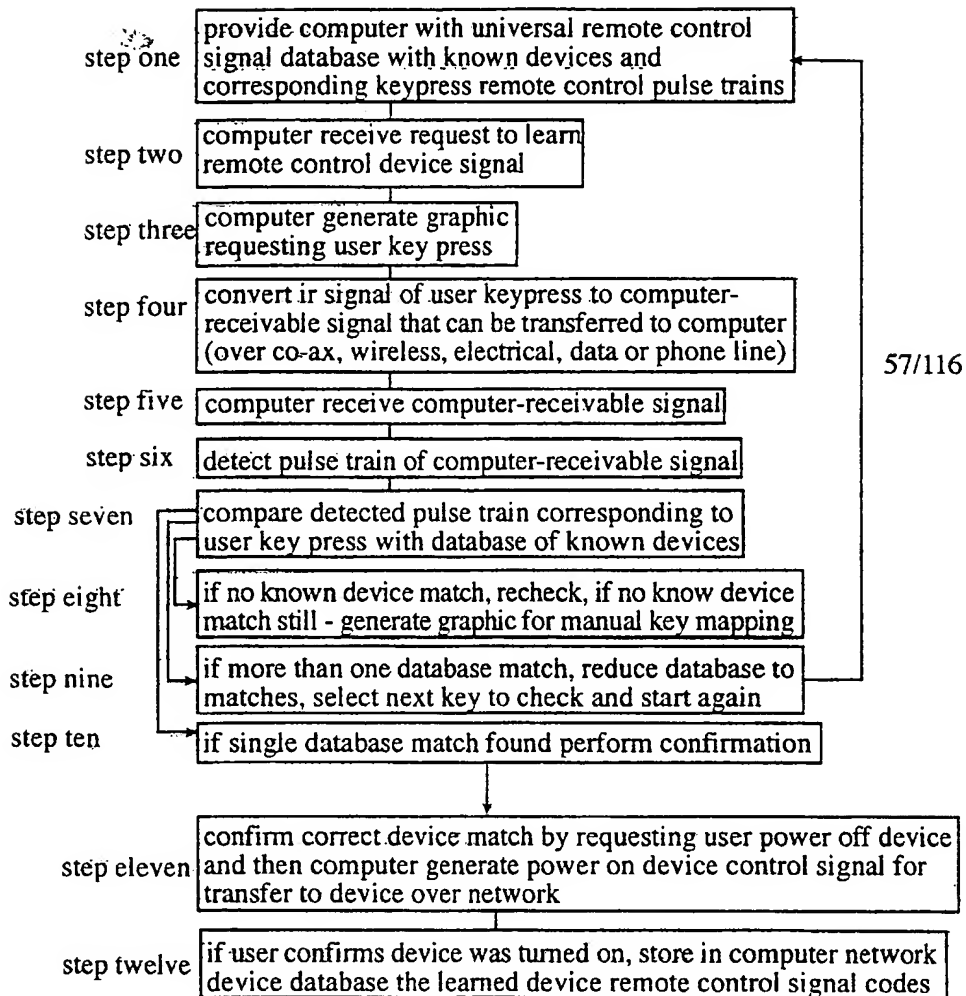 step one
provide computer with universal remote control
signal database with known devices and
corresponding keypress remote control pulse trains
step two
computer receive request to learn
remote control device signal
step three
computer generate graphic
requesting user key press
step four
convert ir signal of user keypress to computer-
receivable signal that can be transferred to computer
(over co-ax, wireless, electrical, data or phone line)
57/116
step five
computer receive computer-receivable signal
step six
detect pulse train of computer-receivable signal
step seven
compare detected pulse train corresponding to
user key press with database of known devices
step eight
if no known device match, recheck, if no know device
match still - generate graphic for manual key mapping
step nine
if more than one database match, reduce database to
matches, select next key to check and start again
step ten
if single database match found perform confirmation
step eleven
confirm correct device match by requesting user power off device
and then computer generate power on device control signal for
transfer to device over network
step twelve
if user confirms device was turned on, store in computer network
device database the learned device remote control signal codes